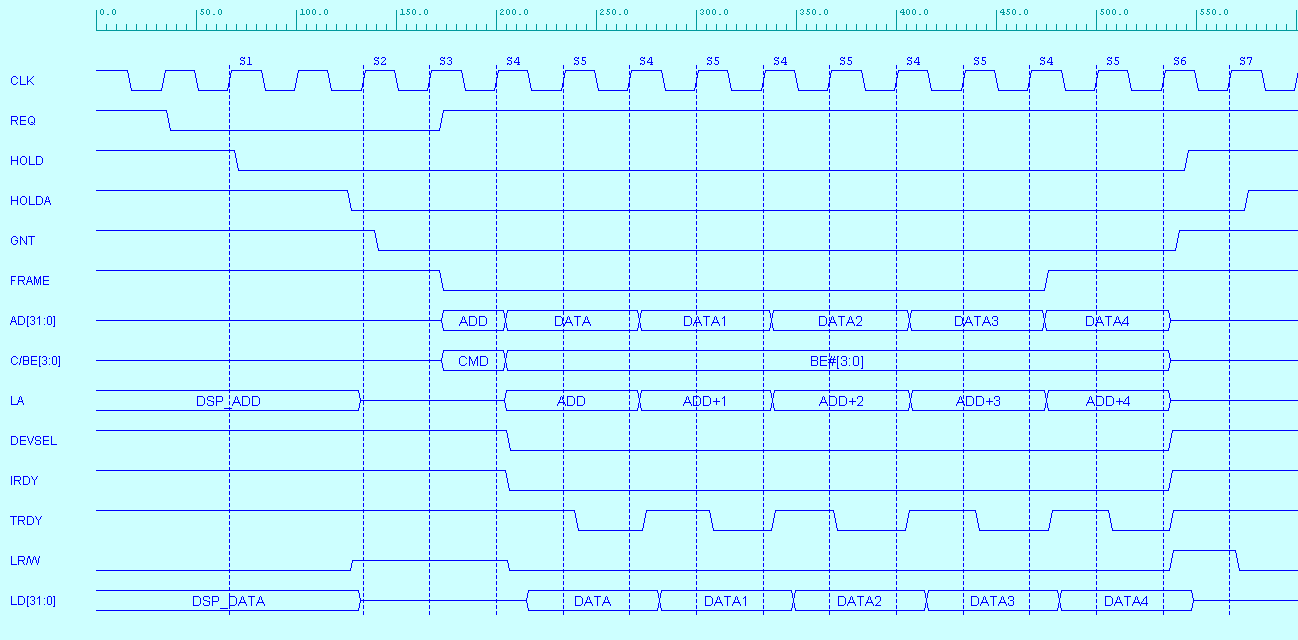 0.0 50.0 100.0 150.0 200.0 250.0 300.0 350.0 400.0 450.0 500.0 550.0
S1 S2 S3 S4 S5 S4 S5 S4 S5 S4 S5 S4 S5 S6 S7
CLK
REQ
HOLD
HOLDA
GNT
FRAME
AD[31:0] ADD DATA DATA1 DATA2 DATA3 DATA4
C/BE[3:0] CMD BE#[3:0]
LA DSP_ADD ADD ADD+1 ADD+2 ADD+3 ADD+4
DEVSEL
IRDY
TRDY
LR/W
LD[31:0] DSP_DATA DATA DATA1 DATA2 DATA3 DATA4